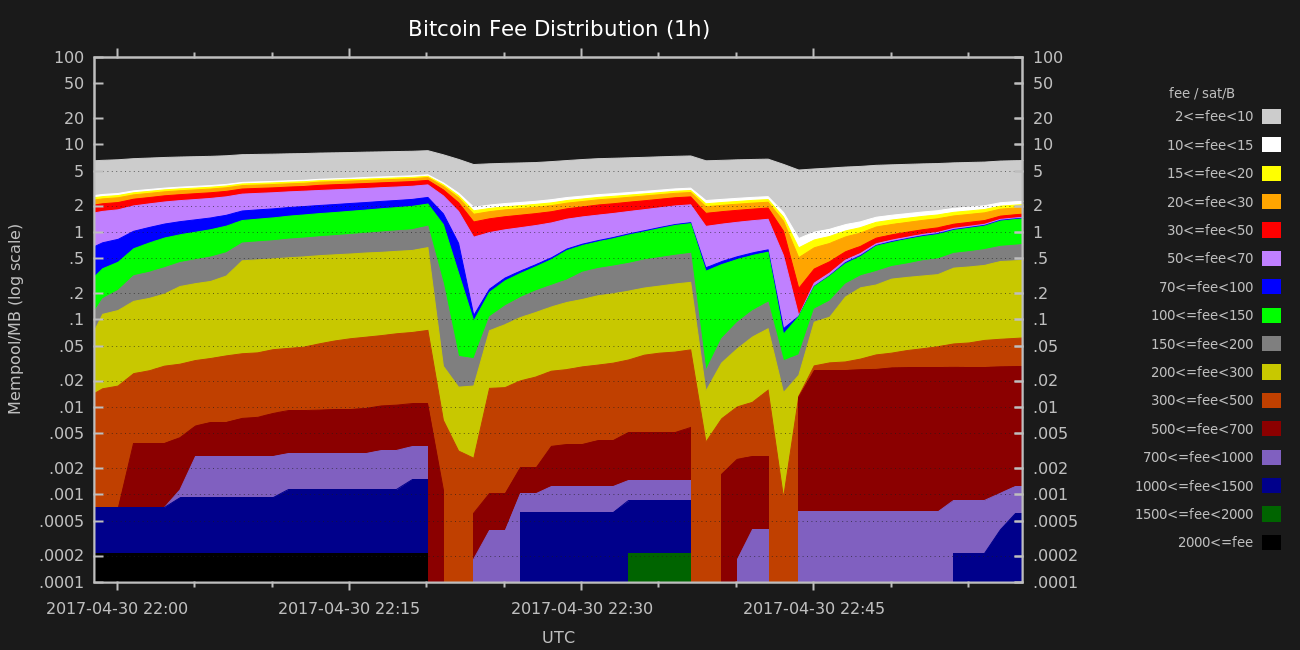 Bitcoin Fee Distribution (1h)
Mempool/MB (log scale)
100
50
20
10
5
2
1
.5
.2
.1
.05
.02
.01
.005
.002
.001
.0005
.0002
.0001
100
50
20
10
5
2
1
.5
.2
.1
.05
.02
.01
.005
.002
.001
.0005
.0002
.0001
2017-04-30 22:00
2017-04-30 22:15
2017-04-30 22:30
2017-04-30 22:45
UTC
fee / sat/B
2<=fee<10
10<=fee<15
15<=fee<20
20<=fee<30
30<=fee<50
50<=fee<70
70<=fee<100
100<=fee<150
150<=fee<200
200<=fee<300
300<=fee<500
500<=fee<700
700<=fee<1000
1000<=fee<1500
1500<=fee<2000
2000<=fee